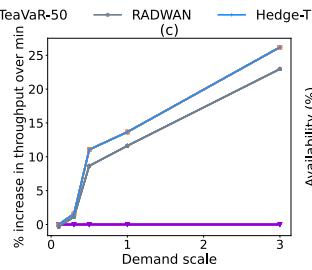 TeaVaR-50 RADWAN Hedge-T
(c)
% increase in throughput over min
25
20
15
10
5
0
0 1 2 3
Demand scale
Availability (%)